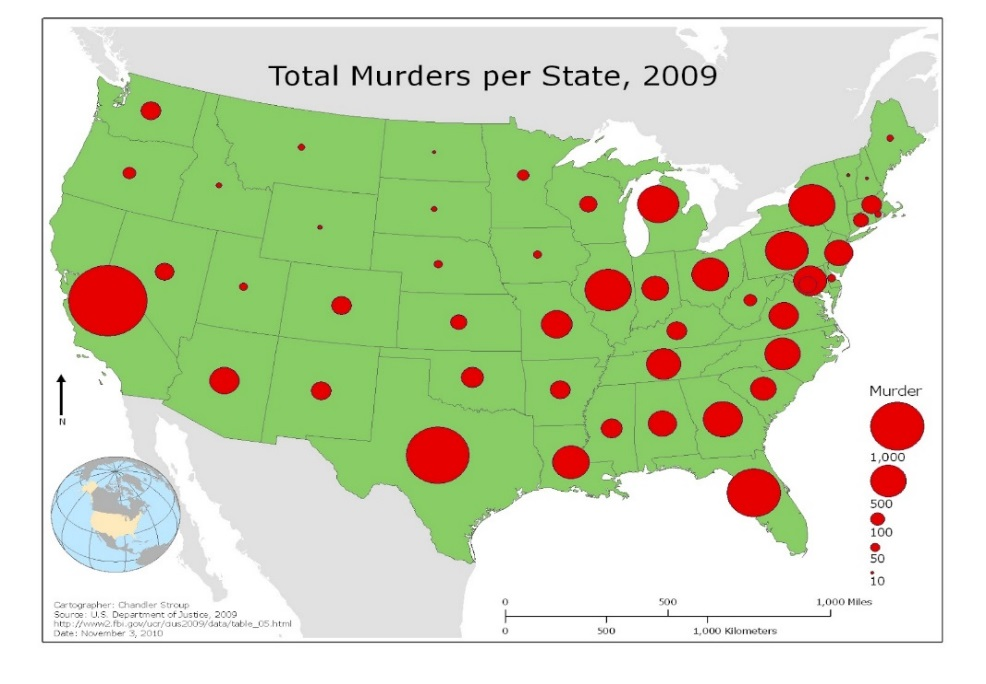 Total Murders per State, 2009
N
Murder
1,000
500
100
50
10
Cartographer: Chandler Stroup
Source: U.S. Department of Justice, 2009
http://www2.fbi.gov/ucr/cius2009/data/table_05.html
Date: November 3, 2010
0 500 1,000 Miles
0 500 1,000 Kilometers